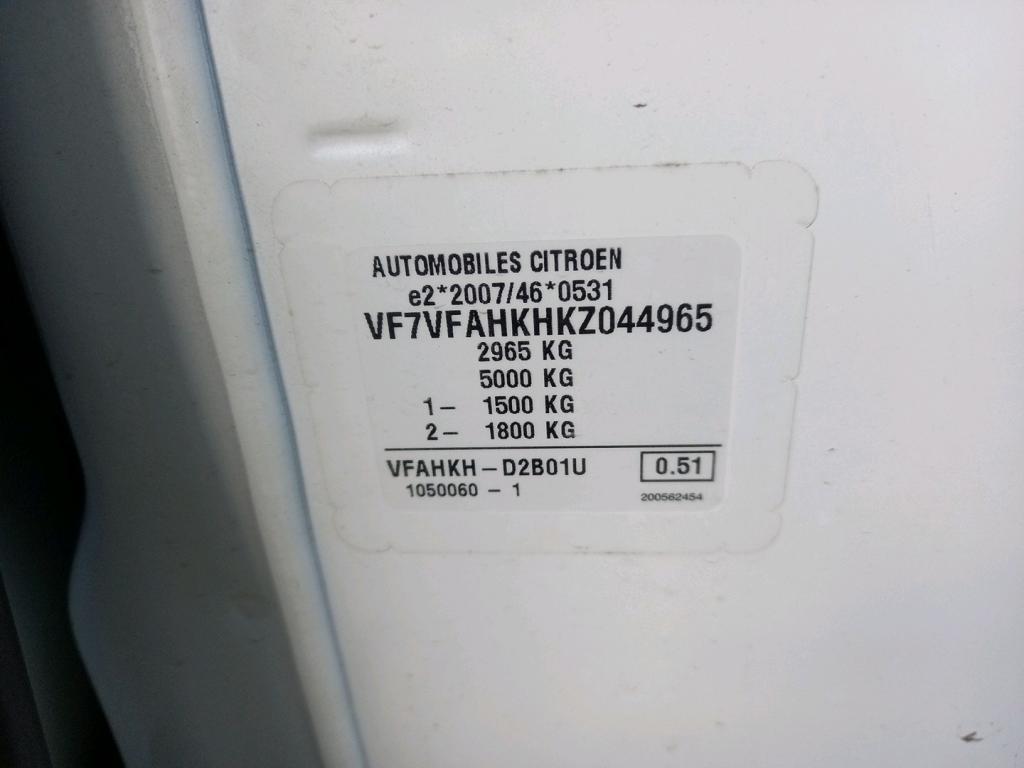 AUTOMOBILES CITROEN
e2*2007/46*0531
VF7VFAHKHKZ044965
2965 KG
5000 KG
1- 1500 KG
2- 1800 KG
VFAHKH-D2B01U 0.51
1050060-1 200562454